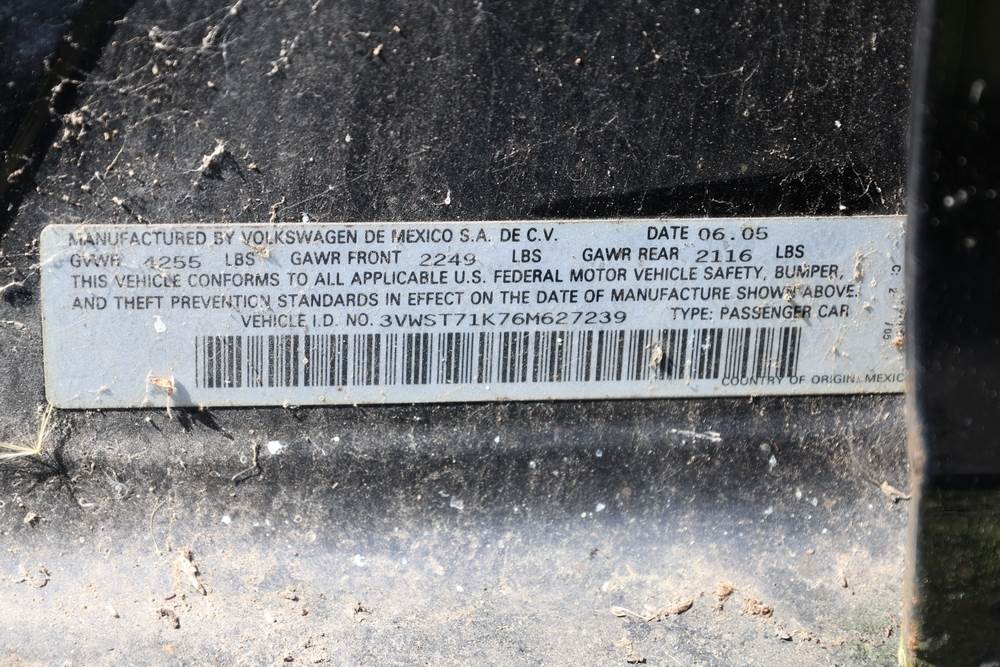 MANUFACTURED BY VOLKSWAGEN DE MEXICO S.A. DE C.V. DATE 06.05
GVWR 4255 LBS GAWR FRONT 2249 LBS GAWR REAR 2116 LBS
THIS VEHICLE CONFORMS TO ALL APPLICABLE U.S. FEDERAL MOTOR VEHICLE SAFETY, BUMPER,
AND THEFT PREVENTION STANDARDS IN EFFECT ON THE DATE OF MANUFACTURE SHOWN ABOVE.
VEHICLE I.D. NO. 3VWST71K76M627239 TYPE: PASSENGER CAR
COUNTRY OF ORIGIN: MEXIC